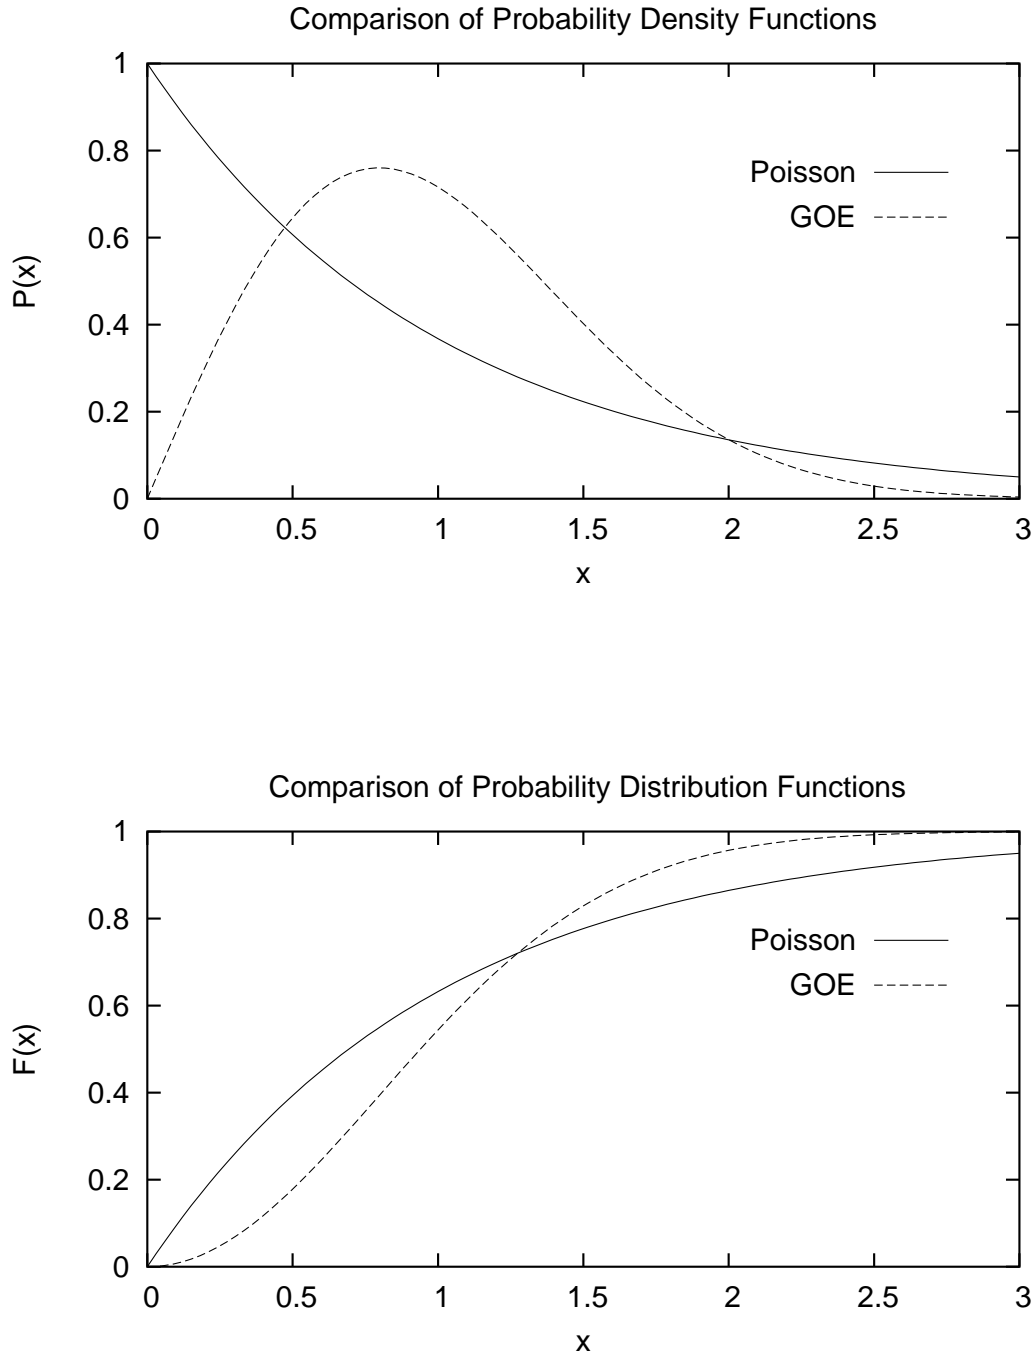 Comparison of Probability Density Functions
1
0.8
0.6
0.4
0.2
0
P(x)
Poisson
GOE
0 0.5 1 1.5 2 2.5 3
x
Comparison of Probability Distribution Functions
1
0.8
0.6
0.4
0.2
0
F(x)
Poisson
GOE
0 0.5 1 1.5 2 2.5 3
x